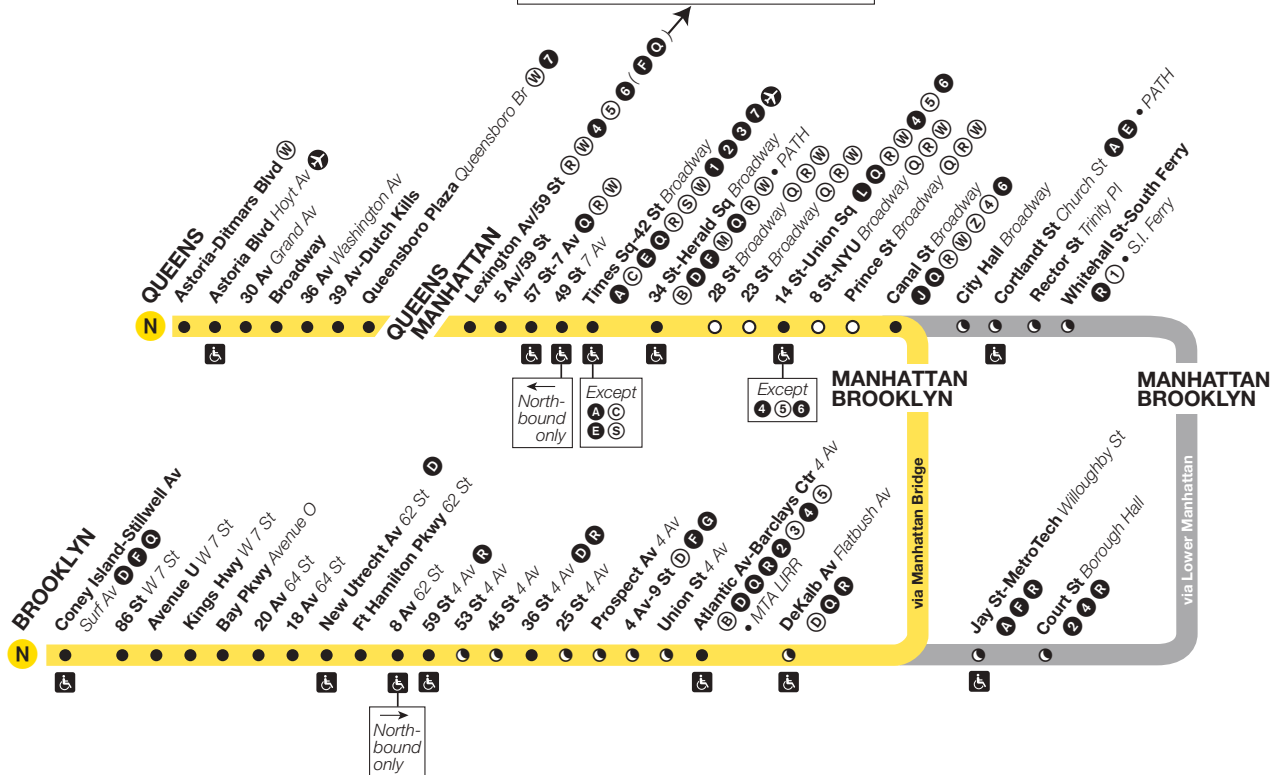 QUEENS
Astoria-Ditmars Blvd W
Astoria Blvd Hoyt Av
30 Av Grand Av
Broadway
36 Av Washington Av
39 Av-Dutch Kills
Queensboro Plaza Queensboro Br W 7
QUEENS
MANHATTAN
Lexington Av/59 St R W 4 5 6 ( F Q )
5 Av/59 St
57 St-7 Av Q R W
49 St 7 Av
Times Sq-42 St Broadway
A C E Q R S W 1 2 3 7
34 St-Herald Sq Broadway
B D F M Q R W • PATH
28 St Broadway Q R W
23 St Broadway Q R W
14 St-Union Sq L Q R W 4 5 6
8 St-NYU Broadway Q R W
Prince St Broadway Q R W
Canal St Broadway
J Q R W Z 4 6
City Hall Broadway
Cortlandt St Church St A E • PATH
Rector St Trinity Pl
Whitehall St-South Ferry
R 1 • S.I. Ferry
N
North-
bound
only
Except
A C
E S
Except
4 5 6
MANHATTAN
BROOKLYN
MANHATTAN
BROOKLYN
via Manhattan Bridge
via Lower Manhattan
BROOKLYN
Coney Island-Stillwell Av
Surf Av D F Q
86 St W 7 St
Avenue U W 7 St
Kings Hwy W 7 St
Bay Pkwy Avenue O
20 Av 64 St
18 Av 64 St
New Utrecht Av 62 St D
Ft Hamilton Pkwy 62 St
8 Av 62 St
59 St 4 Av R
53 St 4 Av
45 St 4 Av
36 St 4 Av D R
25 St 4 Av
Prospect Av 4 Av
4 Av-9 St D F G
Union St 4 Av
Atlantic Av-Barclays Ctr 4 Av
B D Q R 2 3 4 5
• MTA LIRR
DeKalb Av Flatbush Av
D Q R
Jay St-MetroTech Willoughby St
A F R
Court St Borough Hall
2 4 R
N
North-
bound
only